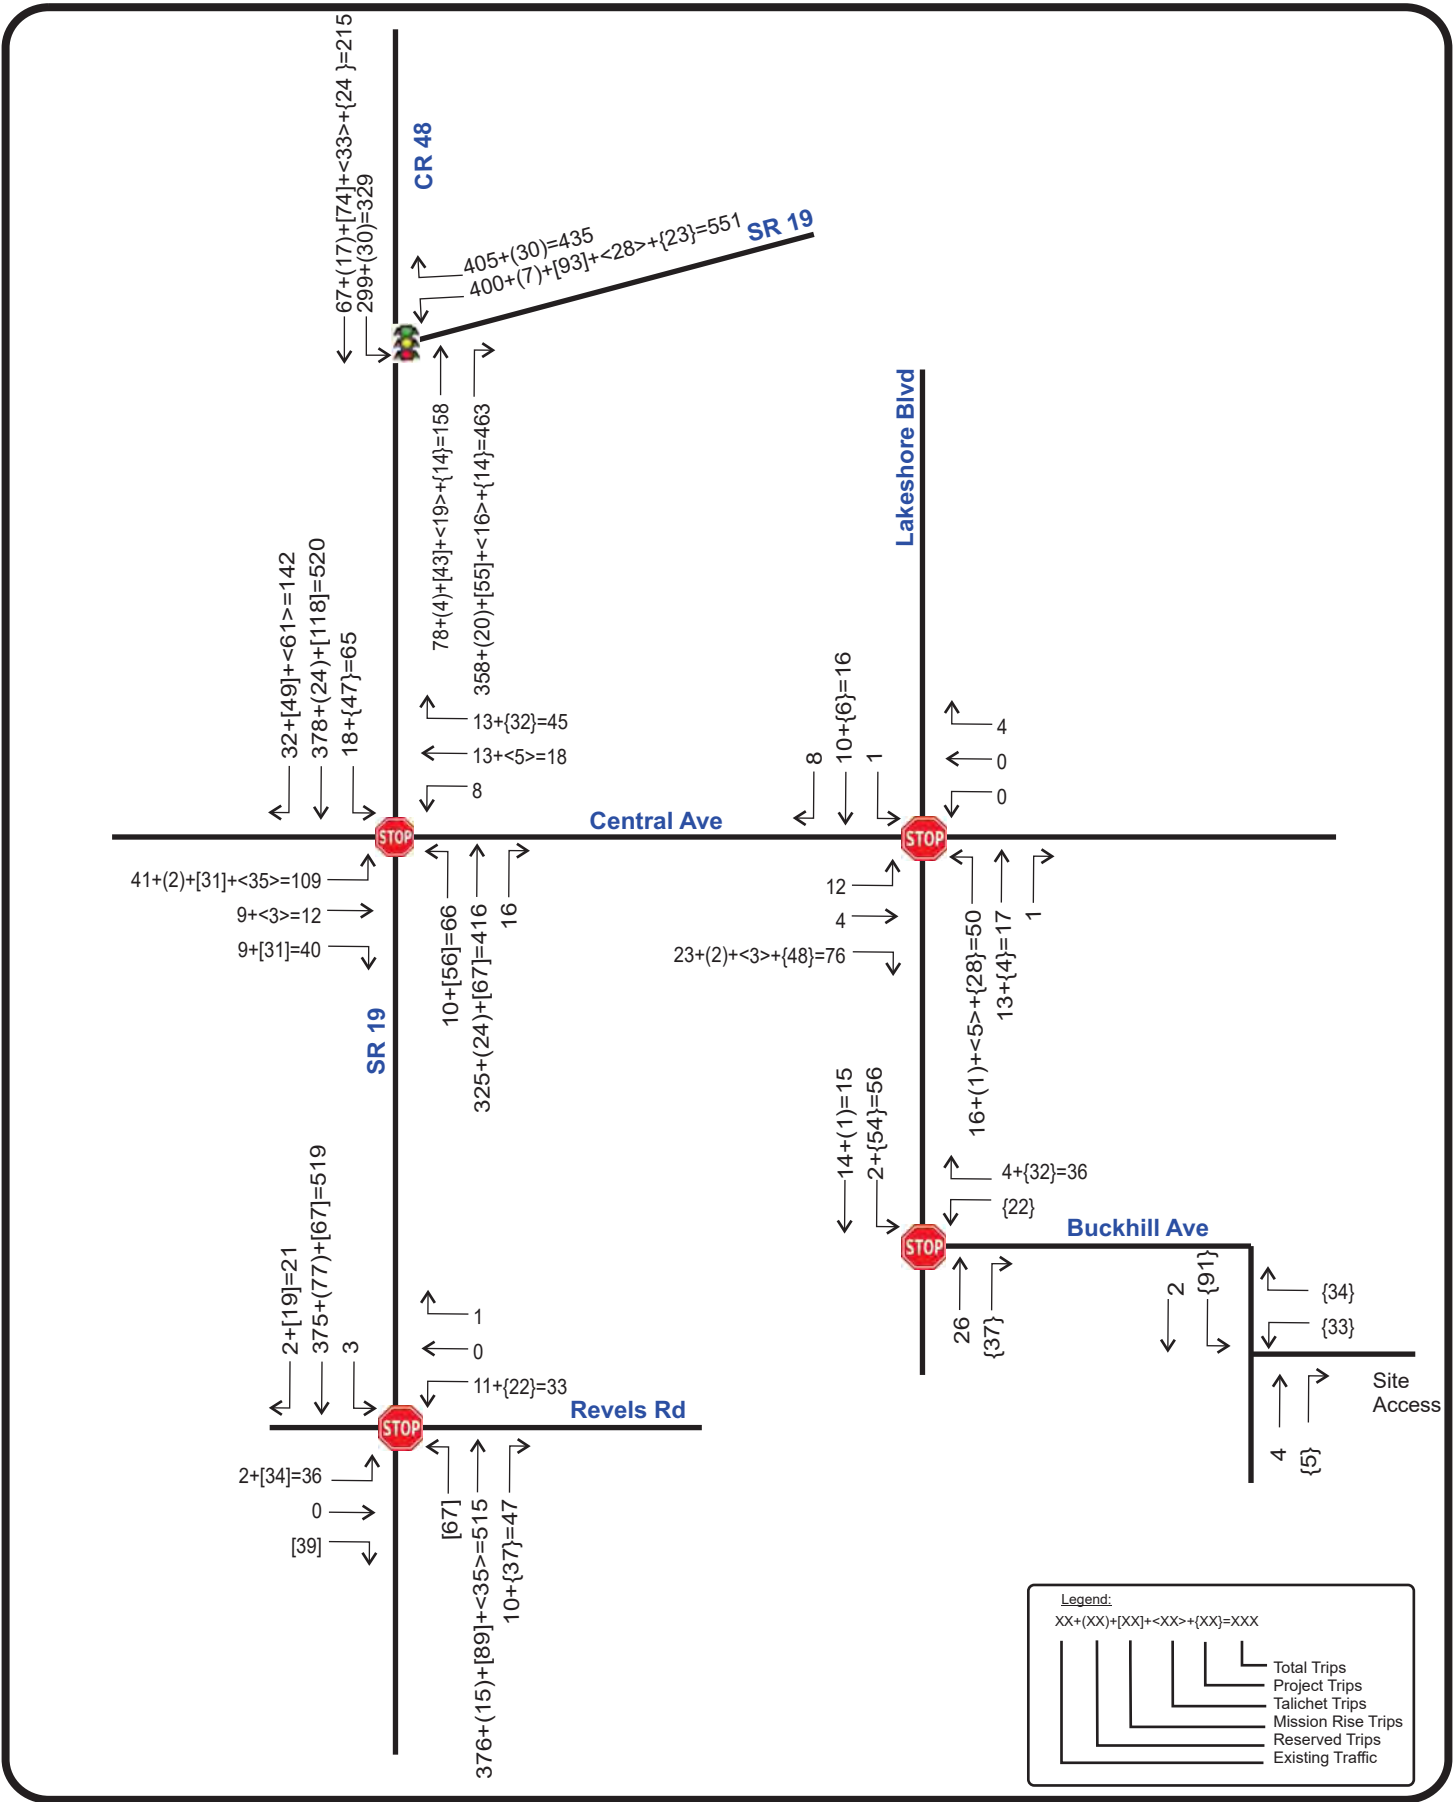 67+(17)+[74]+<33>+{24 }=215
299+(30)=329
CR 48
405+(30)=435
400+(7)+[93]+<28>+{23}=551
SR 19
78+(4)+[43]+<19>+{14}=158
358+(20)+[55]+<16>+{14}=463
Lakeshore Blvd
32+[49]+<61>=142
378+(24)+[118]=520
18+{47}=65
13+{32}=45
13+<5>=18
8
8
10+{6}=16
1
4
0
0
Central Ave
STOP
STOP
41+(2)+[31]+<35>=109
9+<3>=12
9+[31]=40
10+[56]=66
325+(24)+[67]=416
16
12
4
23+(2)+<3>+{48}=76
16+(1)+<5>+{28}=50
13+{4}=17
1
SR 19
14+(1)=15
2+{54}=56
4+{32}=36
{22}
Buckhill Ave
STOP
26
{37}
2
{91}
{34}
{33}
Site
Access
4
{5}
2+[19]=21
375+(77)+[67]=519
3
1
0
11+{22}=33
Revels Rd
STOP
2+[34]=36
0
[39]
[67]
376+(15)+[89]+<35>=515
10+{37}=47
Legend:
XX+(XX)+[XX]+<XX>+{XX}=XXX
Total Trips
Project Trips
Talichet Trips
Mission Rise Trips
Reserved Trips
Existing Traffic